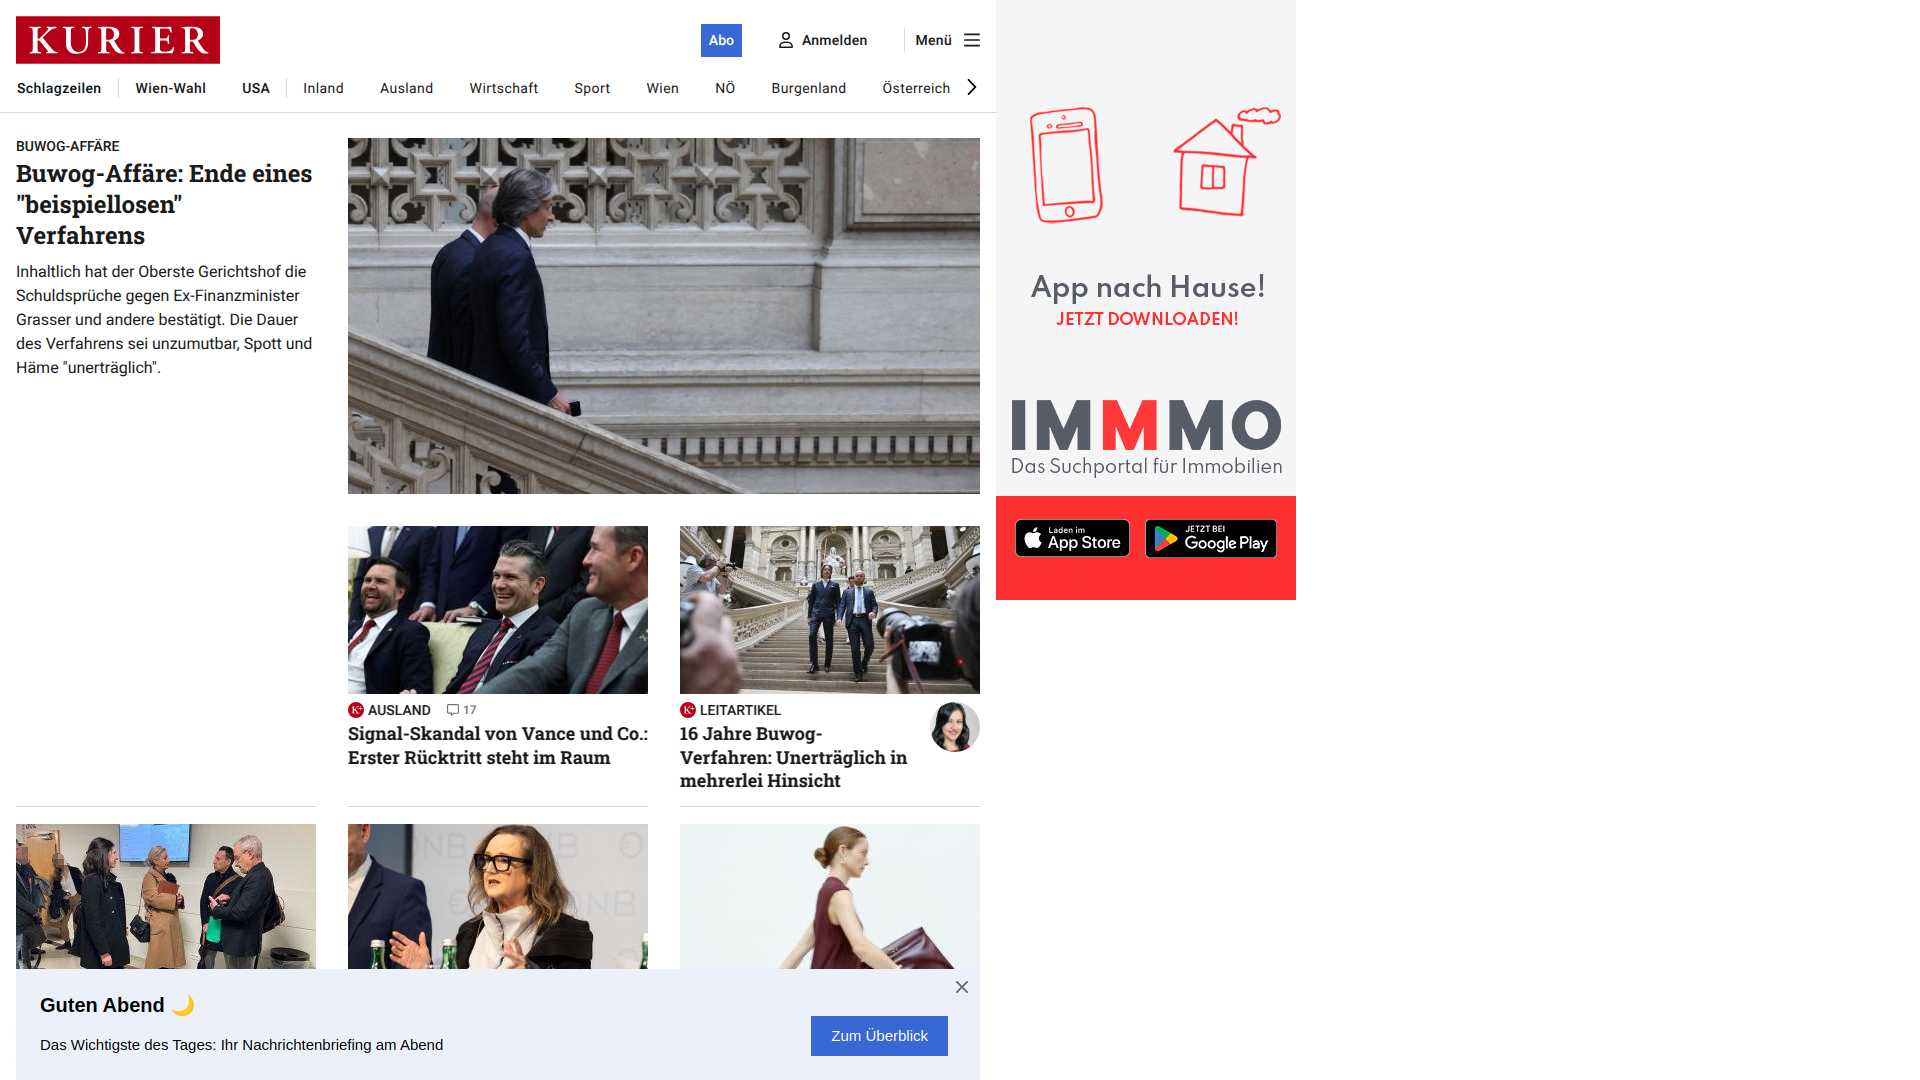 KURIER
Abo
Anmelden
Menü
Schlagzeilen
Wien-Wahl
USA
Inland
Ausland
Wirtschaft
Sport
Wien
NÖ
Burgenland
Österreich
BUWOG-AFFÄRE
Buwog-Affäre: Ende eines
"beispiellosen"
Verfahrens
Inhaltlich hat der Oberste Gerichtshof die
Schuldsprüche gegen Ex-Finanzminister
Grasser und andere bestätigt. Die Dauer
des Verfahrens sei unzumutbar, Spott und
Häme "unerträglich".
App nach Hause!
JETZT DOWNLOADEN!
IMMMO
Das Suchportal für Immobilien
Laden im
App Store
JETZT BEI
Google Play
K+ AUSLAND 17
Signal-Skandal von Vance und Co.:
Erster Rücktritt steht im Raum
K+ LEITARTIKEL
16 Jahre Buwog-
Verfahren: Unerträglich in
mehrerlei Hinsicht
Guten Abend 🌙
Das Wichtigste des Tages: Ihr Nachrichtenbriefing am Abend
Zum Überblick